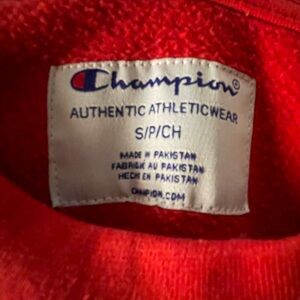 Champion®
AUTHENTIC ATHLETICWEAR
S/P/CH
MADE IN PAKISTAN
FABRIQUÉ AU PAKISTAN
HECHO EN PAKISTAN
CHAMPION.COM